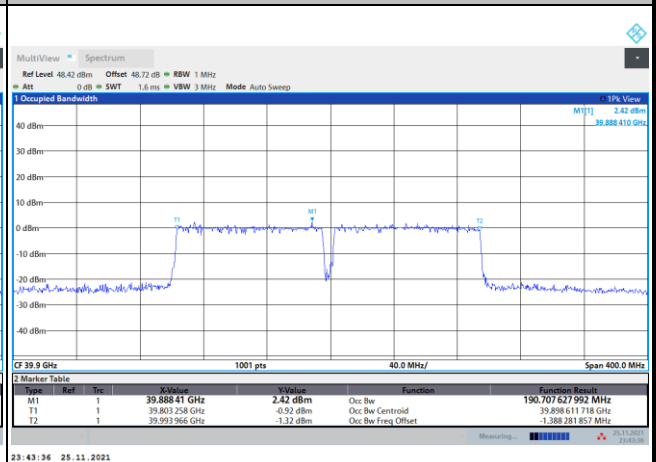 MultiView Spectrum
Ref Level 48.42 dBm Offset 48.72 dB RBW 1 MHz
Att 0 dB SWT 1.6 ms VBW 3 MHz Mode Auto Sweep
1 Occupied Bandwidth 1Pk View
M1[1] 2.42 dBm
39.888 410 GHz
40 dBm
30 dBm
20 dBm
10 dBm
M1
T1 T2
0 dBm
-10 dBm
-20 dBm
-30 dBm
-40 dBm
CF 39.9 GHz 1001 pts 40.0 MHz/ Span 400.0 MHz
2 Marker Table
Type Ref Trc X-Value Y-Value Function Function Result
M1 1 39.88841 GHz 2.42 dBm Occ Bw 190.707 627 992 MHz
T1 1 39.803 258 GHz -0.92 dBm Occ Bw Centroid 39.898 611 718 GHz
T2 1 39.993 966 GHz -1.32 dBm Occ Bw Freq Offset -1.388 281 857 MHz
Measuring... 25.11.2021
23:43:36
23:43:36 25.11.2021